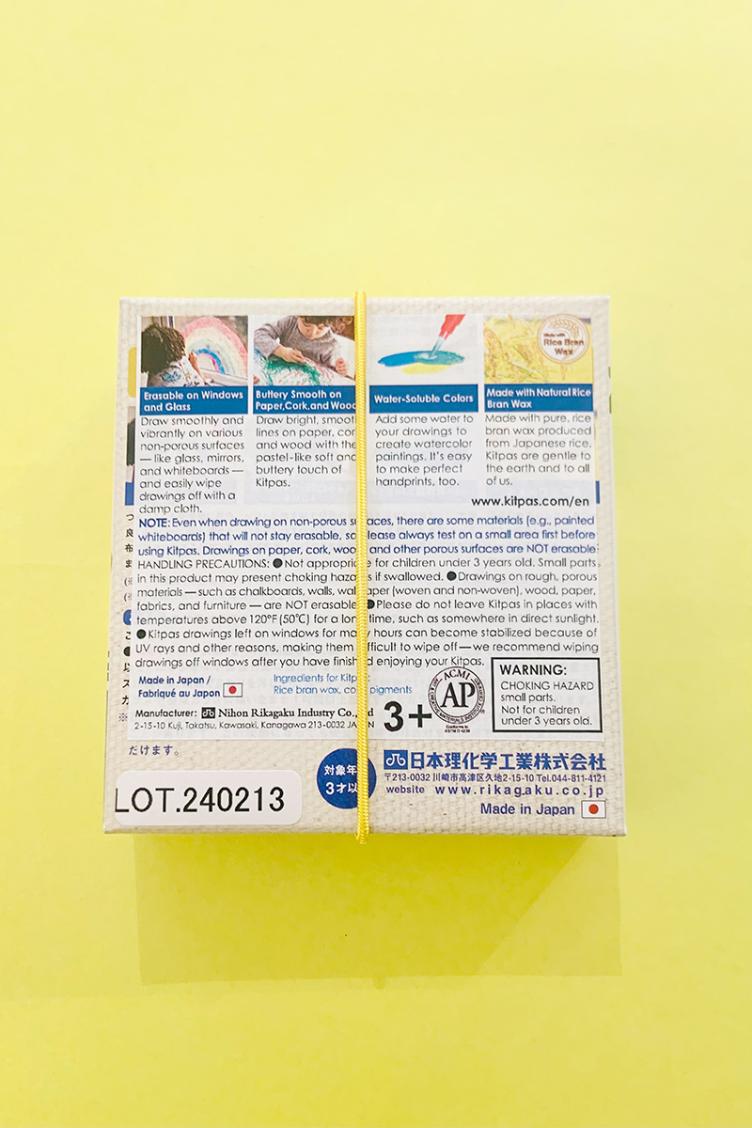 Made with
Rice Bran
Wax
Erasable on Windows
and Glass
Draw smoothly and
vibrantly on various
non-porous surfaces
— like glass, mirrors,
and whiteboards —
and easily wipe
drawings off with a
damp cloth.
Buttery Smooth on
Paper,Cork,and Wood
Draw bright, smooth
lines on paper, cork
and wood with the
pastel-like soft and
buttery touch of
Kitpas.
Water-Soluble Colors
Add some water to
your drawings to
create watercolor
paintings. It's easy
to make perfect
handprints, too.
Made with Natural Rice
Bran Wax
Made with pure, rice
bran wax produced
from Japanese rice,
Kitpas are gentle to
the earth and to all
of us.
www.kitpas.com/en
NOTE: Even when drawing on non-porous surfaces, there are some materials (e.g., painted
whiteboards) that will not stay erasable, so please always test on a small area first before
using Kitpas. Drawings on paper, cork, wood and other porous surfaces are NOT erasable.
HANDLING PRECAUTIONS: ●Not appropriate for children under 3 years old. Small parts
in this product may present choking hazards if swallowed. ●Drawings on rough, porous
materials — such as chalkboards, walls, wallpaper (woven and non-woven), wood, paper,
fabrics, and furniture — are NOT erasable. ●Please do not leave Kitpas in places with
temperatures above 120°F (50°C) for a long time, such as somewhere in direct sunlight.
●Kitpas drawings left on windows for many hours can become stabilized because of
UV rays and other reasons, making them difficult to wipe off — we recommend wiping
drawings off windows after you have finished enjoying your Kitpas.
Made in Japan /
Fabriqué au Japon
Ingredients for Kitpas:
Rice bran wax, color pigments
Manufacturer: Nihon Rikagaku Industry Co., Ltd
2-15-10 Kuji, Takatsu, Kawasaki, Kanagawa 213-0032 JAPAN
3+
ACMI
AP
WARNING:
CHOKING HAZARD
small parts.
Not for children
under 3 years old.
だけます。
LOT.240213
対象年
3才以
日本理化学工業株式会社
〒213-0032 川崎市高津区久地2-15-10 Tel.044-811-4121
website www.rikagaku.co.jp
Made in Japan